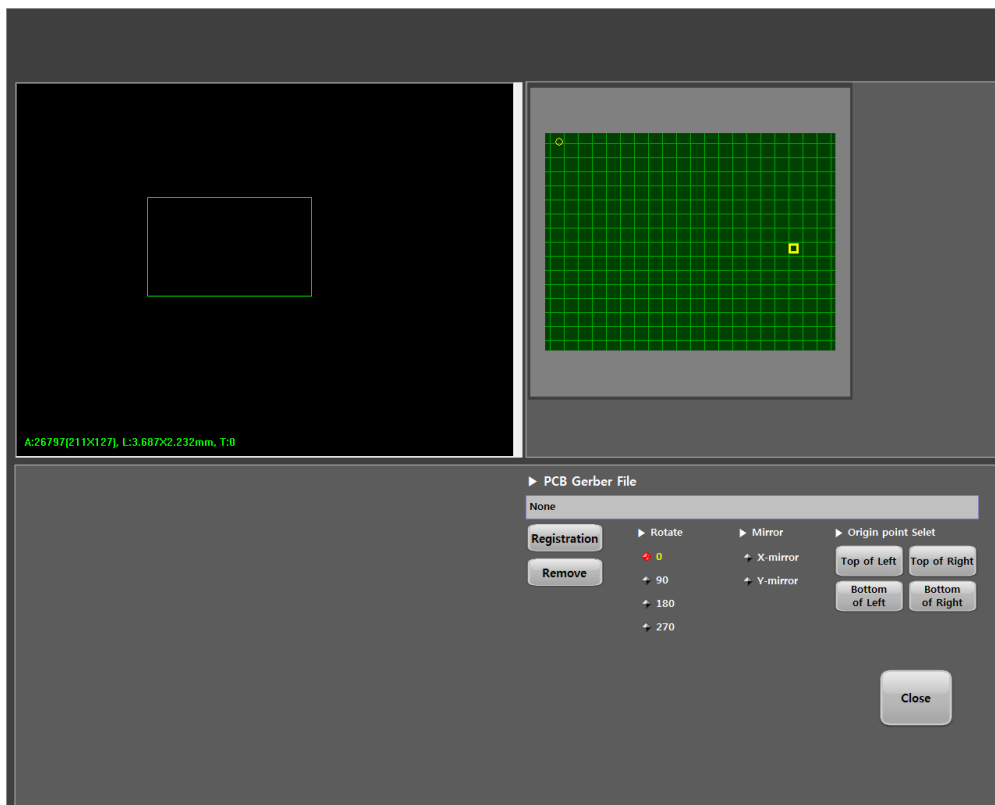 A:26797(211X127), L:3.687X2.232mm, T:0
▶ PCB Gerber File
None
Registration
Remove
▶ Rotate
0
90
180
270
▶ Mirror
X-mirror
Y-mirror
▶ Origin point Selet
Top of Left
Top of Right
Bottom
of Left
Bottom
of Right
Close